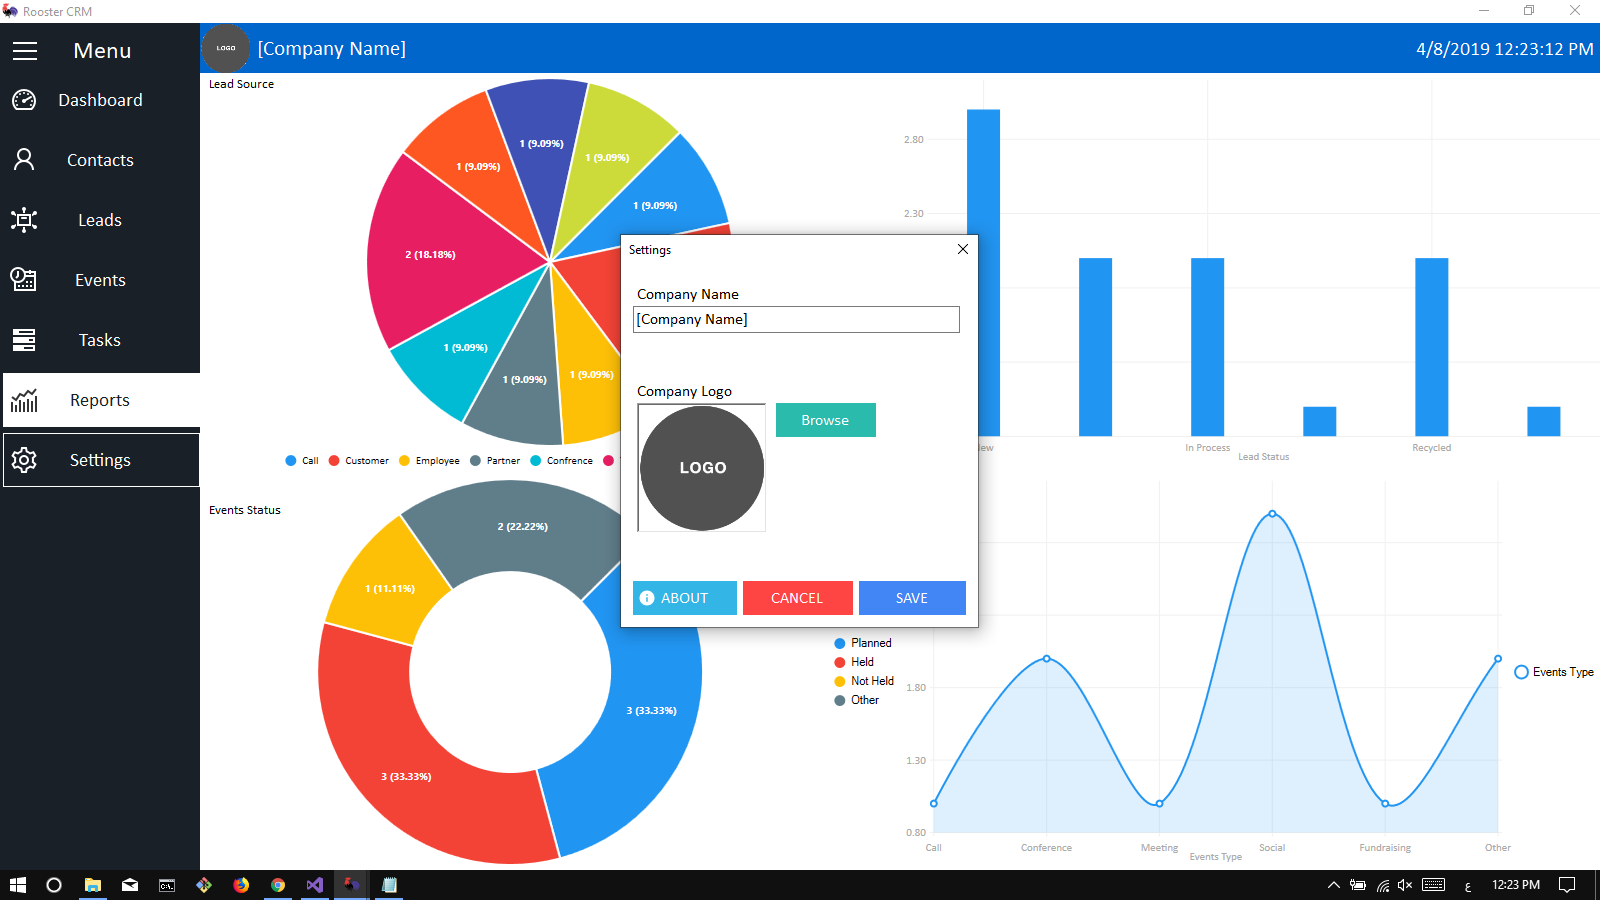 Rooster CRM
Menu
LOGO
[Company Name]
4/8/2019 12:23:12 PM
Dashboard
Contacts
Leads
Events
Tasks
Reports
Settings
Lead Source
1 (9.09%)
1 (9.09%)
1 (9.09%)
1 (9.09%)
2 (18.18%)
1 (9.09%)
1 (9.09%)
1 (9.09%)
Call
Customer
Employee
Partner
Confrence
2.80
2.30
In Process
Recycled
Lead Status
Settings
Company Name
[Company Name]
Company Logo
LOGO
Browse
ABOUT
CANCEL
SAVE
Events Status
2 (22.22%)
1 (11.11%)
3 (33.33%)
3 (33.33%)
Planned
Held
Not Held
Other
1.80
1.30
0.80
Call
Conference
Meeting
Social
Fundraising
Other
Events Type
Events Type
ع
12:23 PM